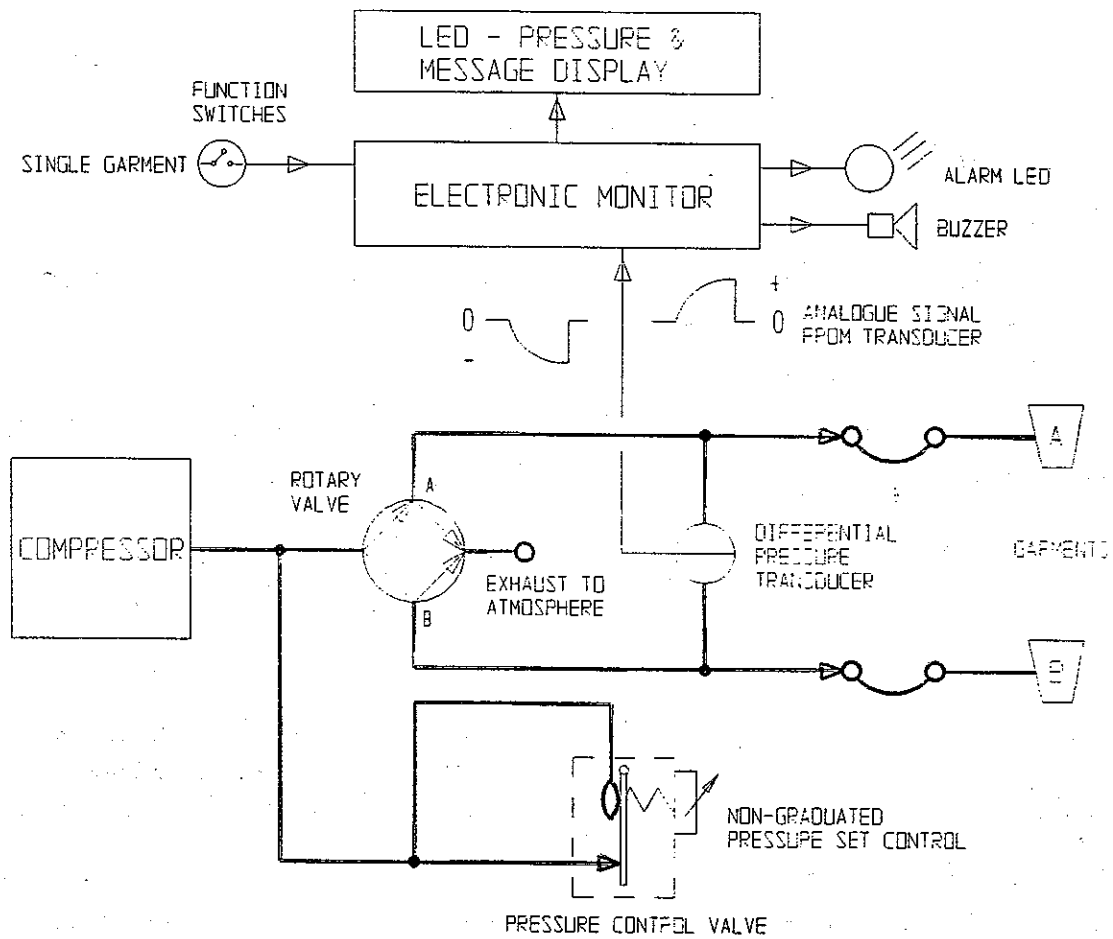 LED - PRESSURE &
MESSAGE DISPLAY
FUNCTION
SWITCHES
SINGLE GARMENT
ELECTRONIC MONITOR
ALARM LED
BUZZER
0
-
+
0
ANALOGUE SIGNAL
FROM TRANSDUCER
COMPRESSOR
ROTARY
VALVE
A
B
EXHAUST TO
ATMOSPHERE
DIFFERENTIAL
PRESSURE
TRANSDUCER
A
GARMENTS
B
NON-GRADUATED
PRESSURE SET CONTROL
PRESSURE CONTROL VALVE